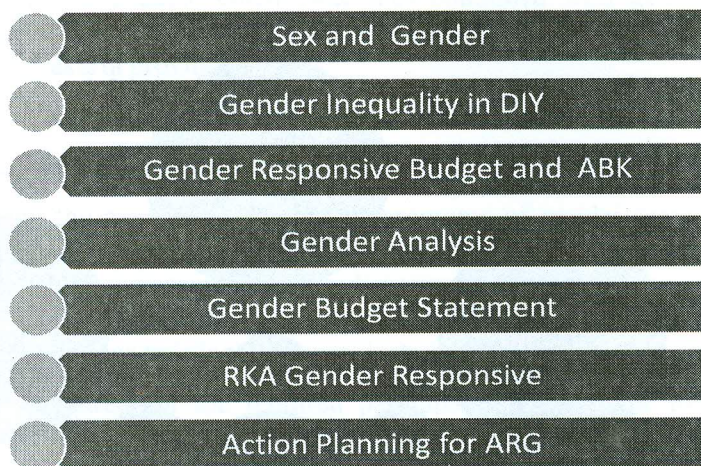 Sex and Gender
Gender Inequality in DIY
Gender Responsive Budget and ABK
Gender Analysis
Gender Budget Statement
RKA Gender Responsive
Action Planning for ARG